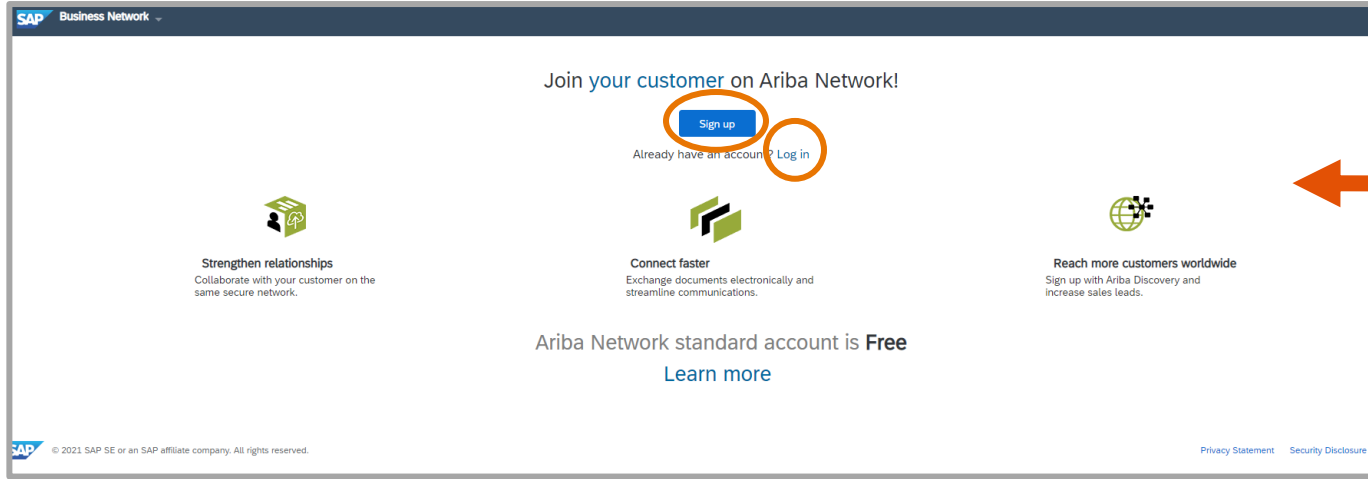 SAP Business Network
Join your customer on Ariba Network!
Sign up
Already have an account? Log in
Strengthen relationships
Collaborate with your customer on the
same secure network.
Connect faster
Exchange documents electronically and
streamline communications.
Reach more customers worldwide
Sign up with Ariba Discovery and
increase sales leads.
Ariba Network standard account is Free
Learn more
SAP © 2021 SAP SE or an SAP affiliate company. All rights reserved. Privacy Statement Security Disclosure